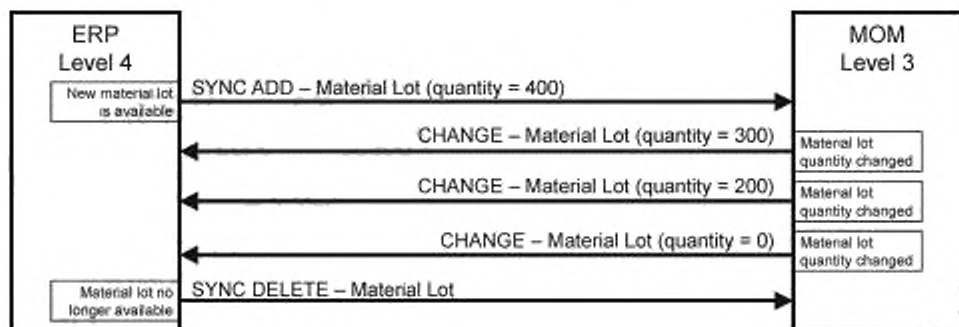 ERP
Level 4
MOM
Level 3
New material lot
is available
SYNC ADD – Material Lot (quantity = 400)
CHANGE – Material Lot (quantity = 300)
Material lot
quantity changed
CHANGE – Material Lot (quantity = 200)
Material lot
quantity changed
CHANGE – Material Lot (quantity = 0)
Material lot
quantity changed
Material lot no
longer available
SYNC DELETE – Material Lot